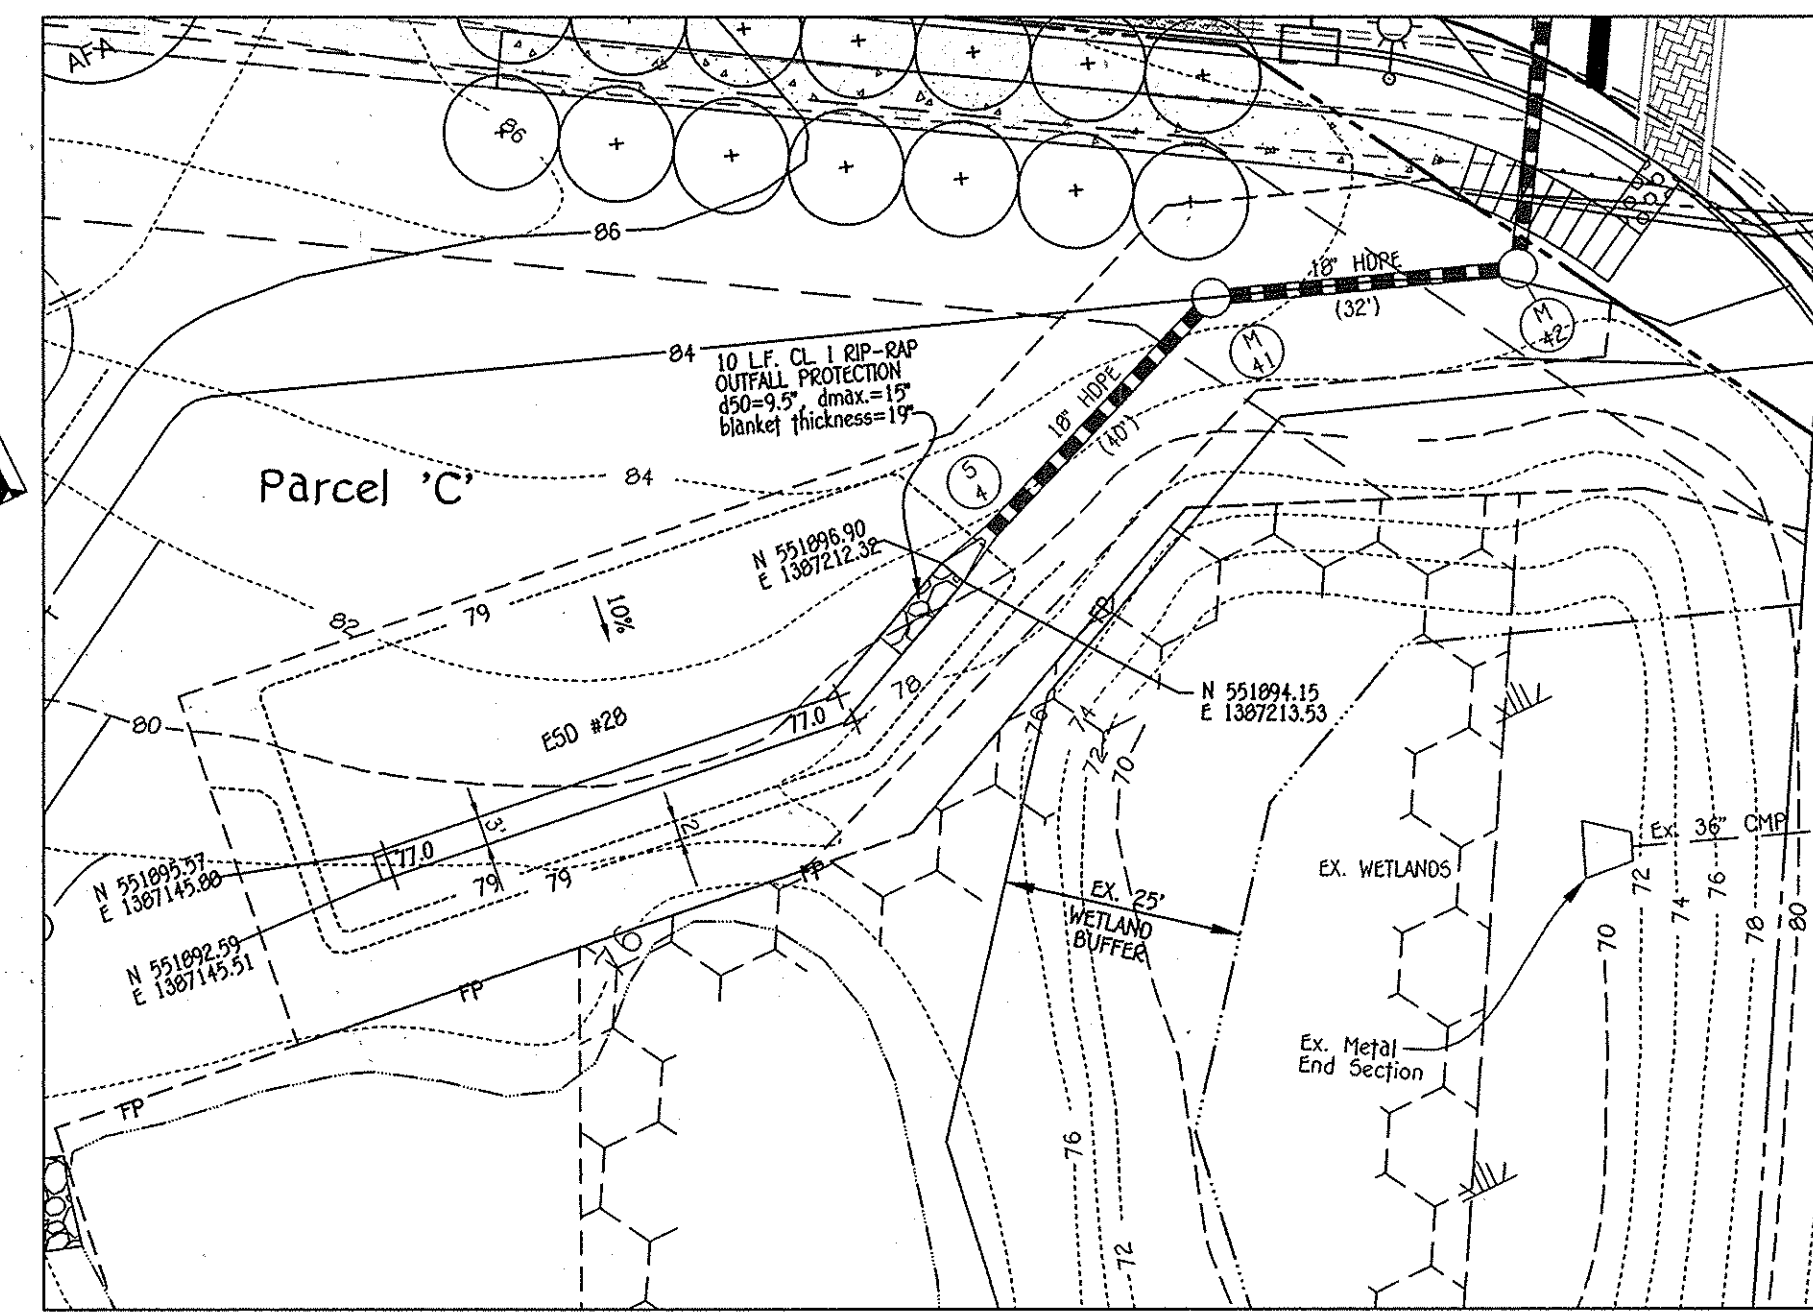 AFA
86
86
18" HDPE
(32')
M
42
M
41
84
10 L.F. CL. I RIP-RAP
OUTFALL PROTECTION
d50=9.5", dmax.=15"
blanket thickness=19"
18" HDPE
(40')
Parcel 'C'
84
5
4
N 551896.90
E 1387212.32
82
79
10%
FP
N 551894.15
E 1387213.53
80
ESD #28
78
77.0
76
74
72
70
3'
2'
77.0
79
79
FP
N 551895.57
E 1387145.88
N 551892.59
E 1387145.51
76
FP
FP
EX. WETLANDS
Ex. 36" CMP
EX. 25'
WETLAND
BUFFER
72
74
76
78
80
70
Ex. Metal
End Section
76
72